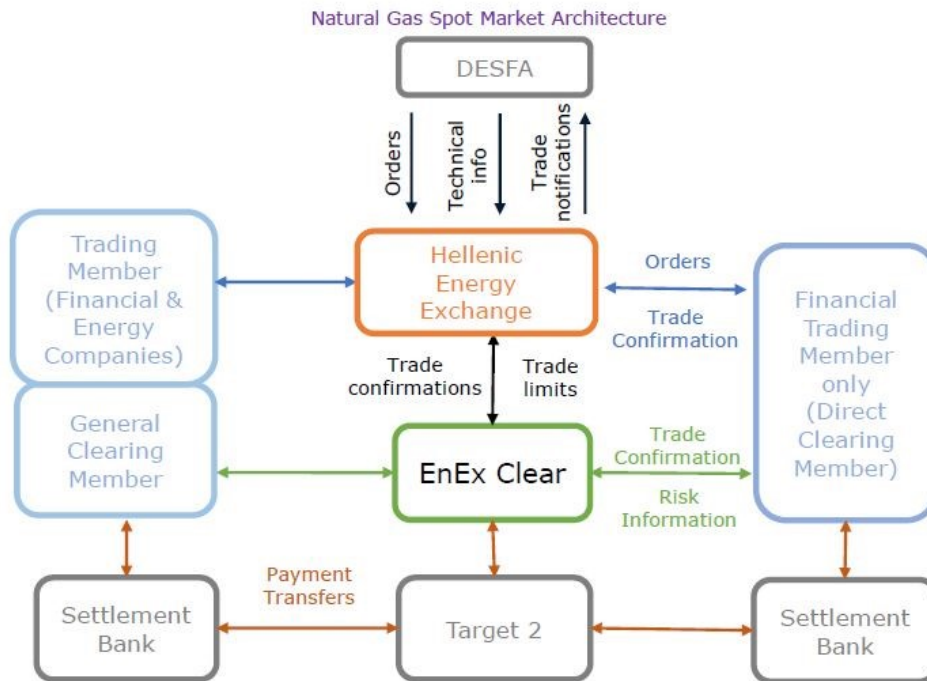 Natural Gas Spot Market Architecture
DESFA
Orders
Technical
info
Trade
notifications
Trading
Member
(Financial &
Energy
Companies)
Hellenic
Energy
Exchange
Orders
Trade
Confirmation
Financial
Trading
Member
only
(Direct
Clearing
Member)
Trade
confirmations
Trade
limits
General
Clearing
Member
EnEx Clear
Trade
Confirmation
Risk
Information
Payment
Transfers
Settlement
Bank
Target 2
Settlement
Bank